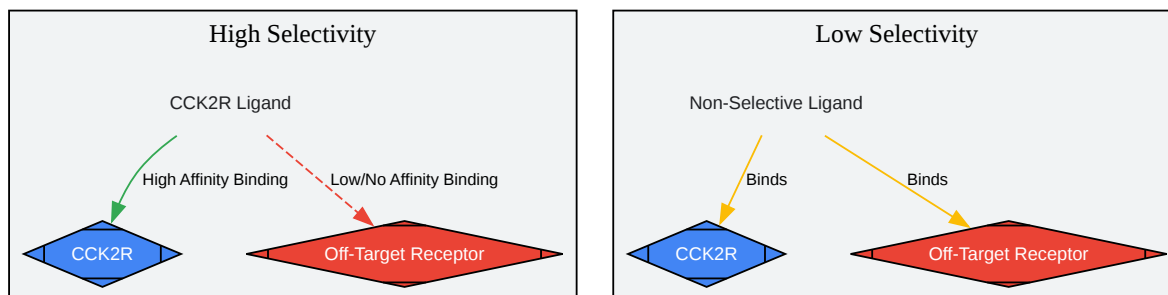 High Selectivity
CCK2R Ligand
High Affinity Binding
Low/No Affinity Binding
CCK2R
Off-Target Receptor
Low Selectivity
Non-Selective Ligand
Binds
Binds
CCK2R
Off-Target Receptor